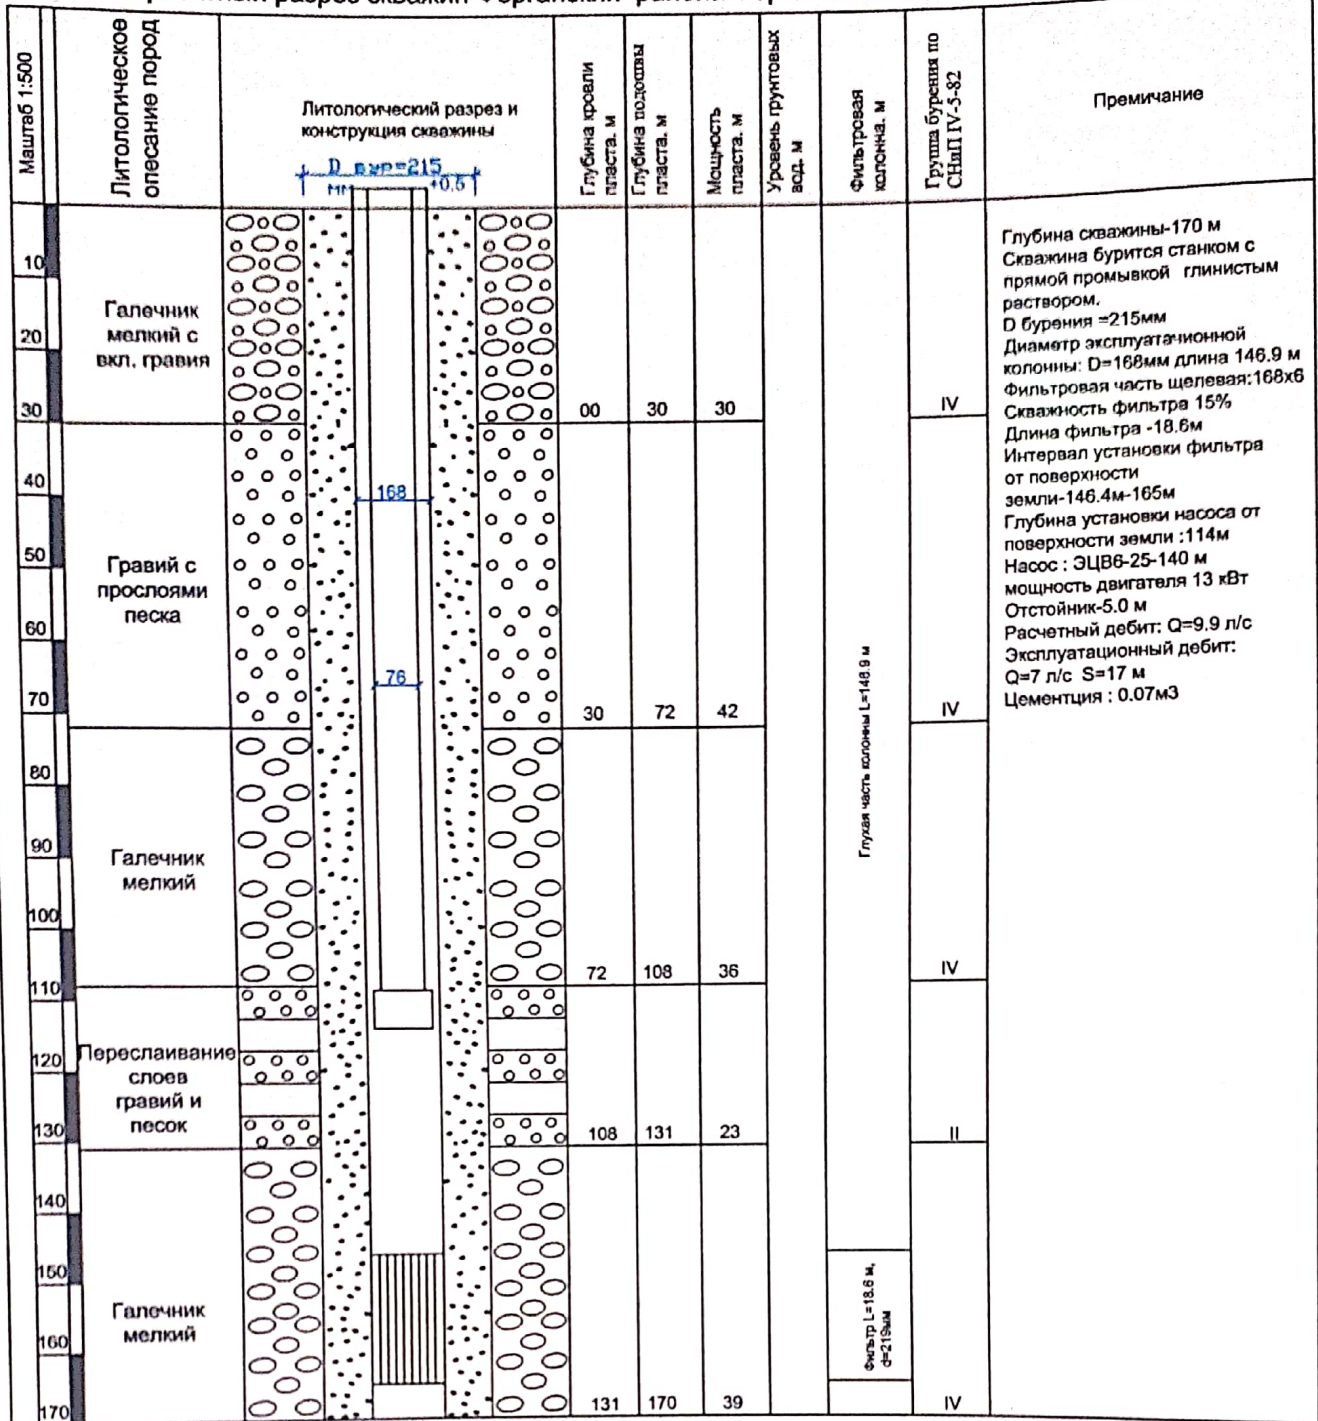 разрез скважин
Маштаб 1:500
Литологическое
описание пород
Литологический разрез и
конструкция скважины
D бур=215
мм
+0,5
Глубина кровли
пласта. м
Глубина подошвы
пласта. м
Мощность
пласта. м
Уровень грунтовых
вод. м
Фильтровая
колонна. м
Группа бурения по
СНиП IV-5-82
Премичание
10
20
30
40
50
60
70
80
90
100
110
120
130
140
150
160
170
Галечник
мелкий с
вкл. гравия
00 30 30 IV
Гравий с
прослоями
песка
168
76
30 72 42 IV
Галечник
мелкий
72 108 36 IV
Переслаивание
слоев
гравий и
песок
108 131 23 II
Галечник
мелкий
131 170 39 IV
Глухая часть колонны L=146.9 м
Фильтр L=18.6 м,
d=219мм
Глубина скважины-170 м
Скважина бурится станком с
прямой промывкой глинистым
раствором.
D бурения =215мм
Диаметр эксплуатачионной
колонны: D=168мм длина 146.9 м
Фильтровая часть щелевая:168х6
Скважность фильтра 15%
Длина фильтра -18.6м
Интервал установки фильтра
от поверхности
земли-146.4м-165м
Глубина установки насоса от
поверхности земли :114м
Насос : ЭЦВ6-25-140 м
мощность двигателя 13 кВт
Отстойник-5.0 м
Расчетный дебит: Q=9.9 л/с
Эксплуатационный дебит:
Q=7 л/с S=17 м
Цементция : 0.07м3